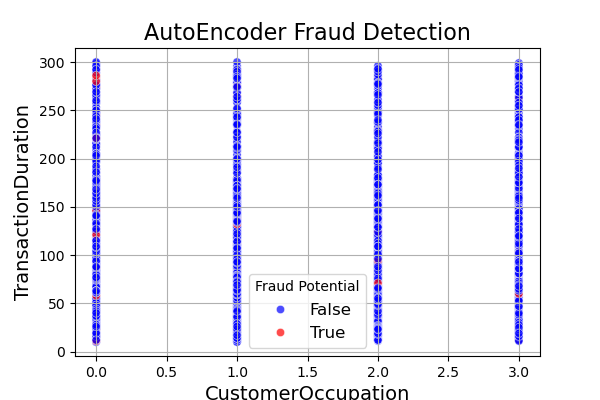 AutoEncoder Fraud Detection
TransactionDuration
300
250
200
150
100
50
0
Fraud Potential
False
True
0.0 0.5 1.0 1.5 2.0 2.5 3.0
CustomerOccupation